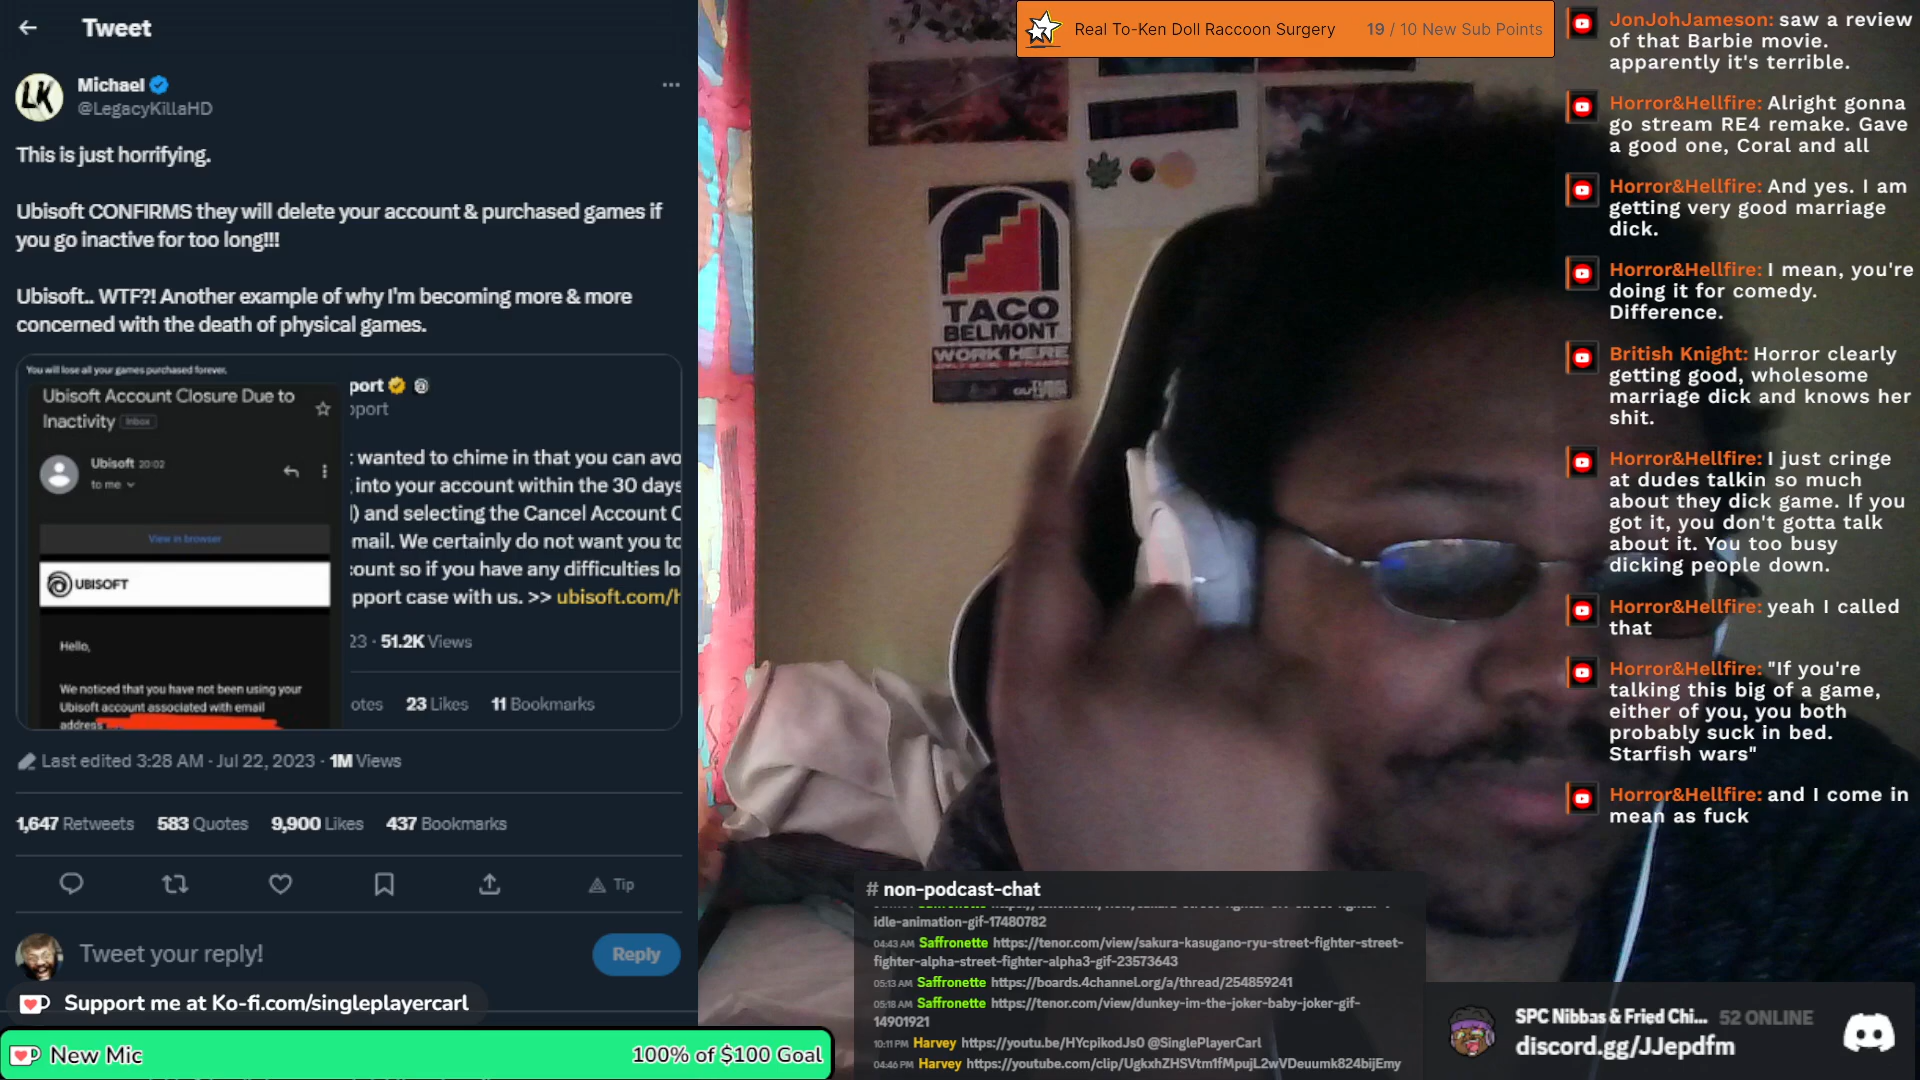 Tweet
Michael
@LegacyKillaHD
This is just horrifying.
Ubisoft CONFIRMS they will delete your account & purchased games if
you go inactive for too long!!!
Ubisoft.. WTF?! Another example of why I'm becoming more & more
concerned with the death of physical games.
You will lose all your games purchased forever.
Ubisoft Account Closure Due to
Inactivity Inbox
Ubisoft 20:02
to me
View in browser
UBISOFT
Hello,
We noticed that you have not been using your
Ubisoft account associated with email
address
port
pport
: wanted to chime in that you can avo
into your account within the 30 days
) and selecting the Cancel Account C
mail. We certainly do not want you to
count so if you have any difficulties lo
pport case with us. >> ubisoft.com/h
23 · 51.2K Views
otes 23 Likes 11 Bookmarks
Last edited 3:28 AM · Jul 22, 2023 · 1M Views
1,647 Retweets 583 Quotes 9,900 Likes 437 Bookmarks
Tip
Tweet your reply!
Reply
Support me at Ko-fi.com/singleplayercarl
New Mic 100% of $100 Goal
Real To-Ken Doll Raccoon Surgery 19 / 10 New Sub Points
TACO
BELMONT
WORK HERE
# non-podcast-chat
idle-animation-gif-17480782
04:43 AM Saffronette https://tenor.com/view/sakura-kasugano-ryu-street-fighter-street-
fighter-alpha-street-fighter-alpha3-gif-23573643
05:13 AM Saffronette https://boards.4channel.org/a/thread/254859241
05:18 AM Saffronette https://tenor.com/view/dunkey-im-the-joker-baby-joker-gif-
14901921
10:11 PM Harvey https://youtu.be/HYcpikodJs0 @SinglePlayerCarl
04:46 PM Harvey https://youtube.com/clip/UgkxhZHSVtm1fMpujL2wVDeuumk824bijEmy
JonJohJameson: saw a review
of that Barbie movie.
apparently it's terrible.
Horror&Hellfire: Alright gonna
go stream RE4 remake. Gave
a good one, Coral and all
Horror&Hellfire: And yes. I am
getting very good marriage
dick.
Horror&Hellfire: I mean, you're
doing it for comedy.
Difference.
British Knight: Horror clearly
getting good, wholesome
marriage dick and knows her
shit.
Horror&Hellfire: I just cringe
at dudes talkin so much
about they dick game. If you
got it, you don't gotta talk
about it. You too busy
dicking people down.
Horror&Hellfire: yeah I called
that
Horror&Hellfire: "If you're
talking this big of a game,
either of you, you both
probably suck in bed.
Starfish wars"
Horror&Hellfire: and I come in
mean as fuck
SPC Nibbas & Fried Chi... 52 ONLINE
discord.gg/JJepdfm